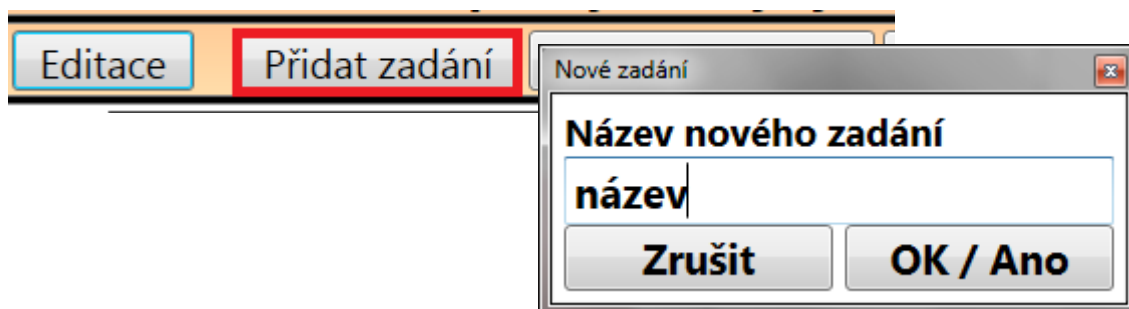 Editace
Přidat zadání
Nové zadání
Název nového zadání
název
Zrušit
OK / Ano